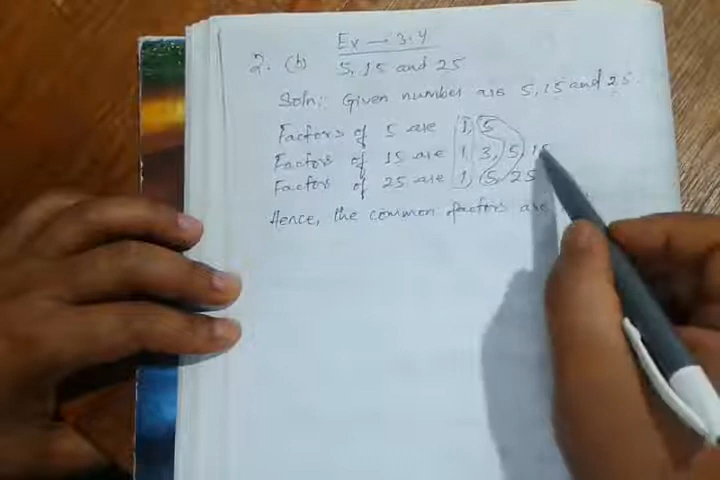 Ex - 3.4
2. (b) 5, 15 and 25
Soln: Given number are 5, 15 and 25.
Factors of 5 are 1, 5
Factors of 15 are 1 3, 5, 15
Factors of 25 are 1, 5, 25
Hence, the common factors are